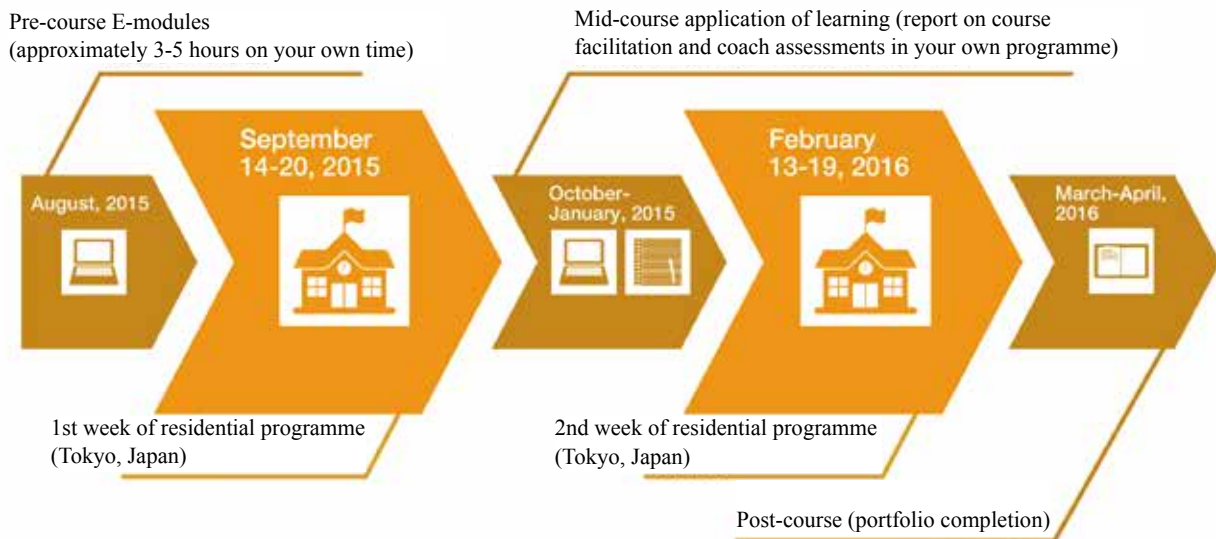 Pre-course E-modules
(approximately 3-5 hours on your own time)
Mid-course application of learning (report on course
facilitation and coach assessments in your own programme)
August, 2015
September
14-20, 2015
October-
January, 2015
February
13-19, 2016
March-April,
2016
1st week of residential programme
(Tokyo, Japan)
2nd week of residential programme
(Tokyo, Japan)
Post-course (portfolio completion)